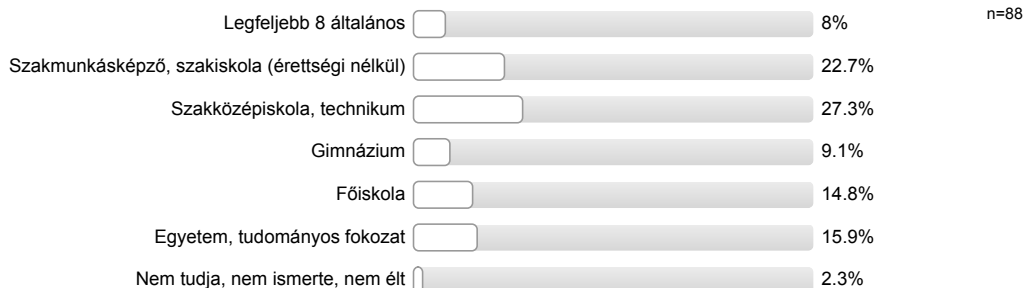 Legfeljebb 8 általános 8% n=88
Szakmunkásképző, szakiskola (érettségi nélkül) 22.7%
Szakközépiskola, technikum 27.3%
Gimnázium 9.1%
Főiskola 14.8%
Egyetem, tudományos fokozat 15.9%
Nem tudja, nem ismerte, nem élt 2.3%